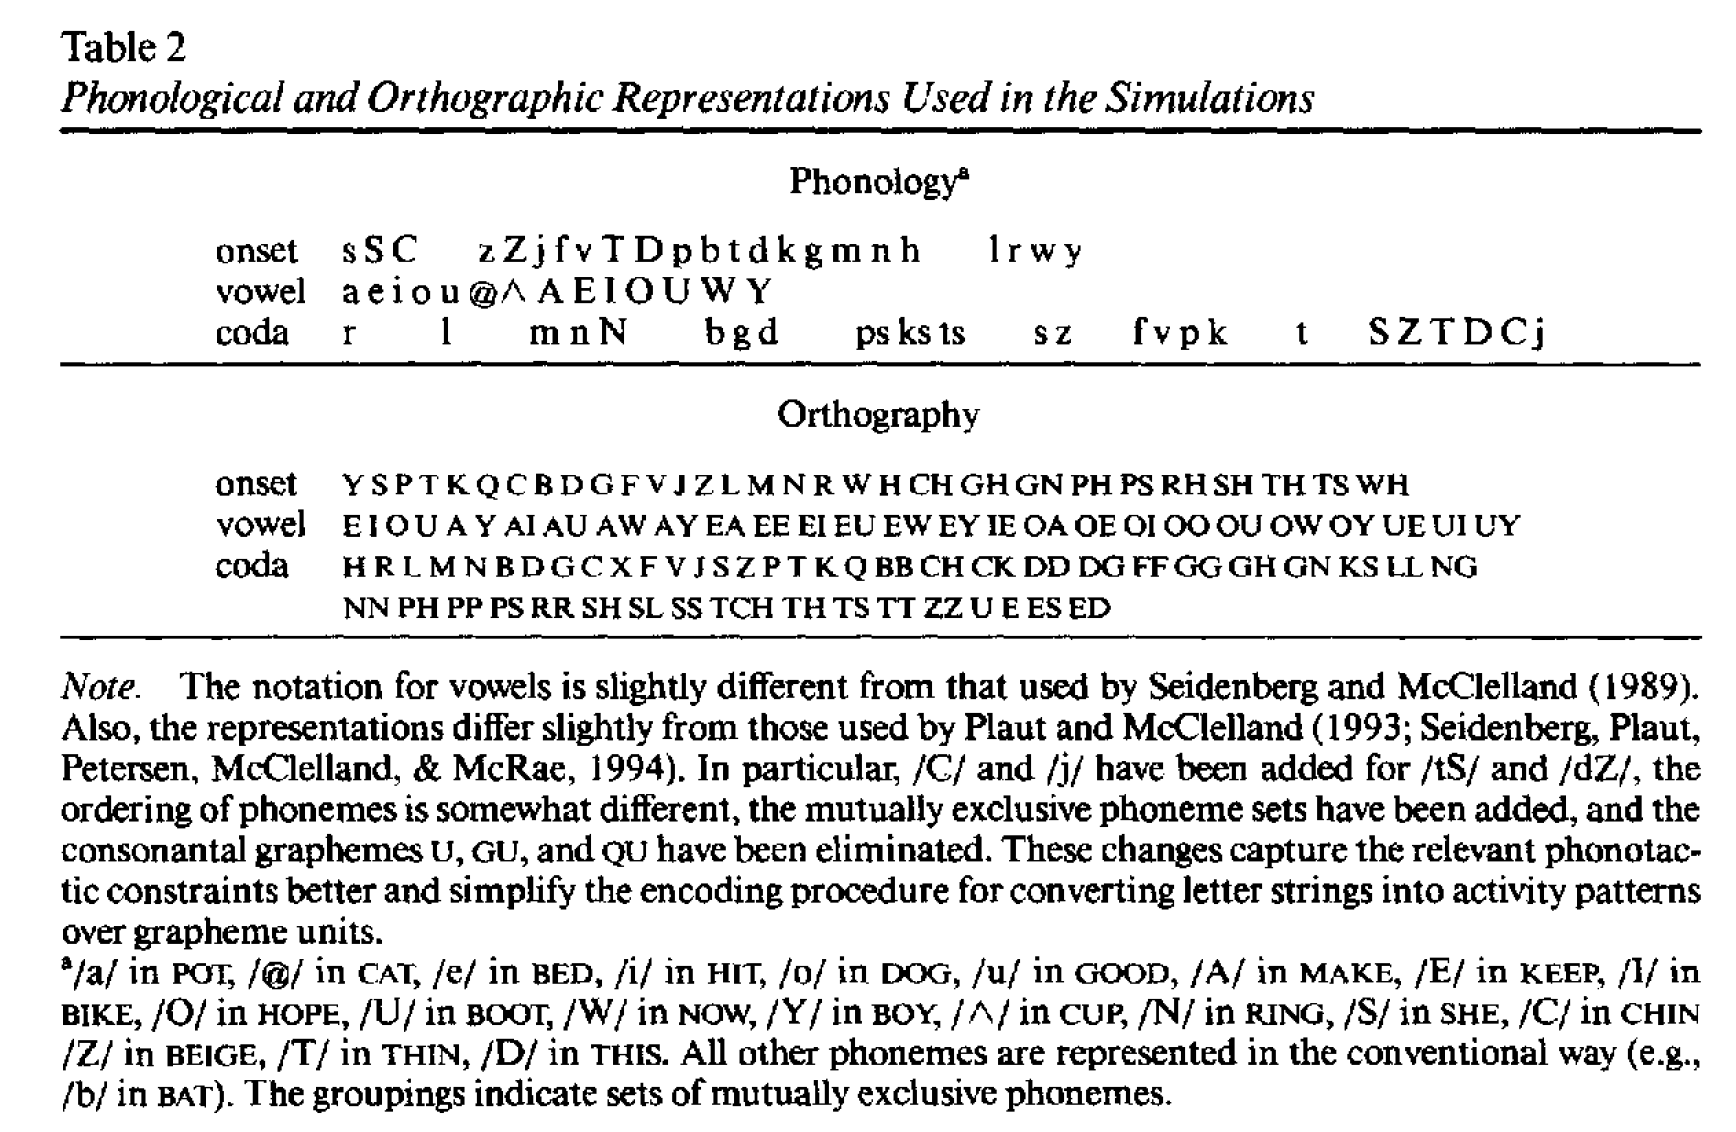 Table 2
Phonological and Orthographic Representations Used in the Simulations
Phonologyª
onset s S C z Z j f v T D p b t d k g m n h l r w y
vowel a e i o u @ ^ A E I O U W Y
coda r l m n N b g d ps ks ts s z f v p k t S Z T D C j
Orthography
onset Y S P T K Q C B D G F V J Z L M N R W H CH GH GN PH PS RH SH TH TS WH
vowel E I O U A Y AI AU AW AY EA EE EI EU EW EY IE OA OE OI OO OU OW OY UE UI UY
coda H R L M N B D G C X F V J S Z P T K Q BB CH CK DD DG FF GG GH GN KS LL NG
NN PH PP PS RR SH SL SS TCH TH TS TT ZZ U E ES ED
Note. The notation for vowels is slightly different from that used by Seidenberg and McClelland (1989).
Also, the representations differ slightly from those used by Plaut and McClelland (1993; Seidenberg, Plaut,
Petersen, McClelland, & McRae, 1994). In particular, /C/ and /j/ have been added for /tS/ and /dZ/, the
ordering of phonemes is somewhat different, the mutually exclusive phoneme sets have been added, and the
consonantal graphemes U, GU, and QU have been eliminated. These changes capture the relevant phonotac-
tic constraints better and simplify the encoding procedure for converting letter strings into activity patterns
over grapheme units.
ª/a/ in POT, /@/ in CAT, /e/ in BED, /i/ in HIT, /o/ in DOG, /u/ in GOOD, /A/ in MAKE, /E/ in KEEP, /I/ in
BIKE, /O/ in HOPE, /U/ in BOOT, /W/ in NOW, /Y/ in BOY, /^/ in CUP, /N/ in RING, /S/ in SHE, /C/ in CHIN
/Z/ in BEIGE, /T/ in THIN, /D/ in THIS. All other phonemes are represented in the conventional way (e.g.,
/b/ in BAT). The groupings indicate sets of mutually exclusive phonemes.